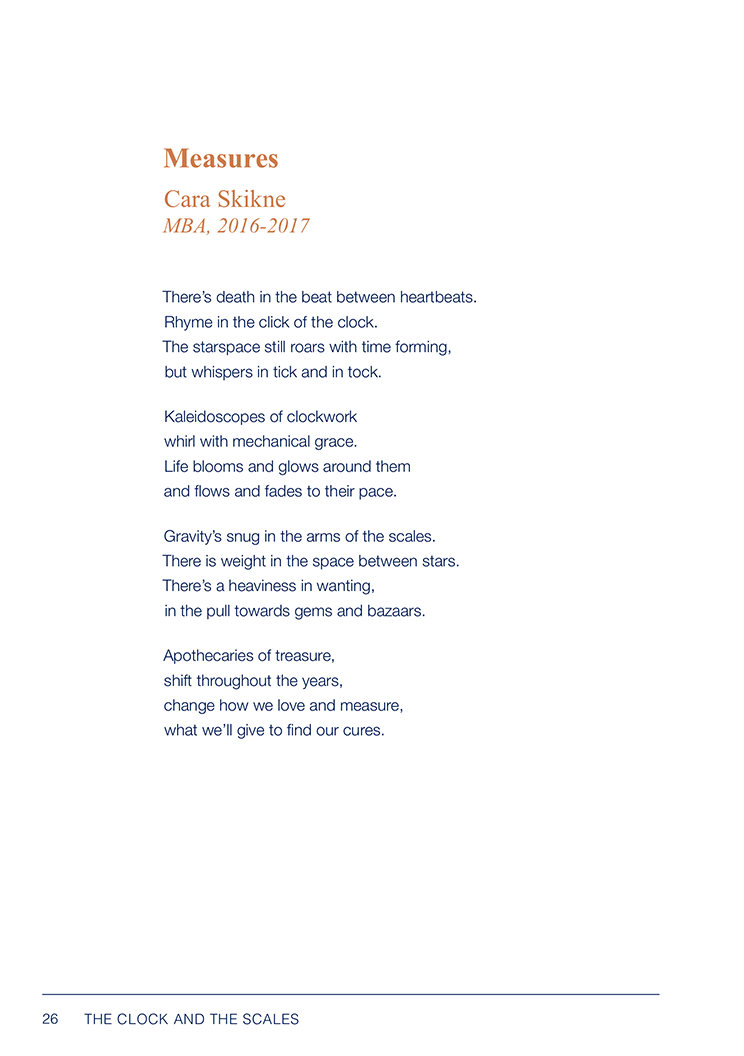 Measures
Cara Skikne
MBA, 2016-2017
There’s death in the beat between heartbeats.
Rhyme in the click of the clock.
The starspace still roars with time forming,
but whispers in tick and in tock.
Kaleidoscopes of clockwork
whirl with mechanical grace.
Life blooms and glows around them
and flows and fades to their pace.
Gravity’s snug in the arms of the scales.
There is weight in the space between stars.
There’s a heaviness in wanting,
in the pull towards gems and bazaars.
Apothecaries of treasure,
shift throughout the years,
change how we love and measure,
what we’ll give to find our cures.
26 THE CLOCK AND THE SCALES